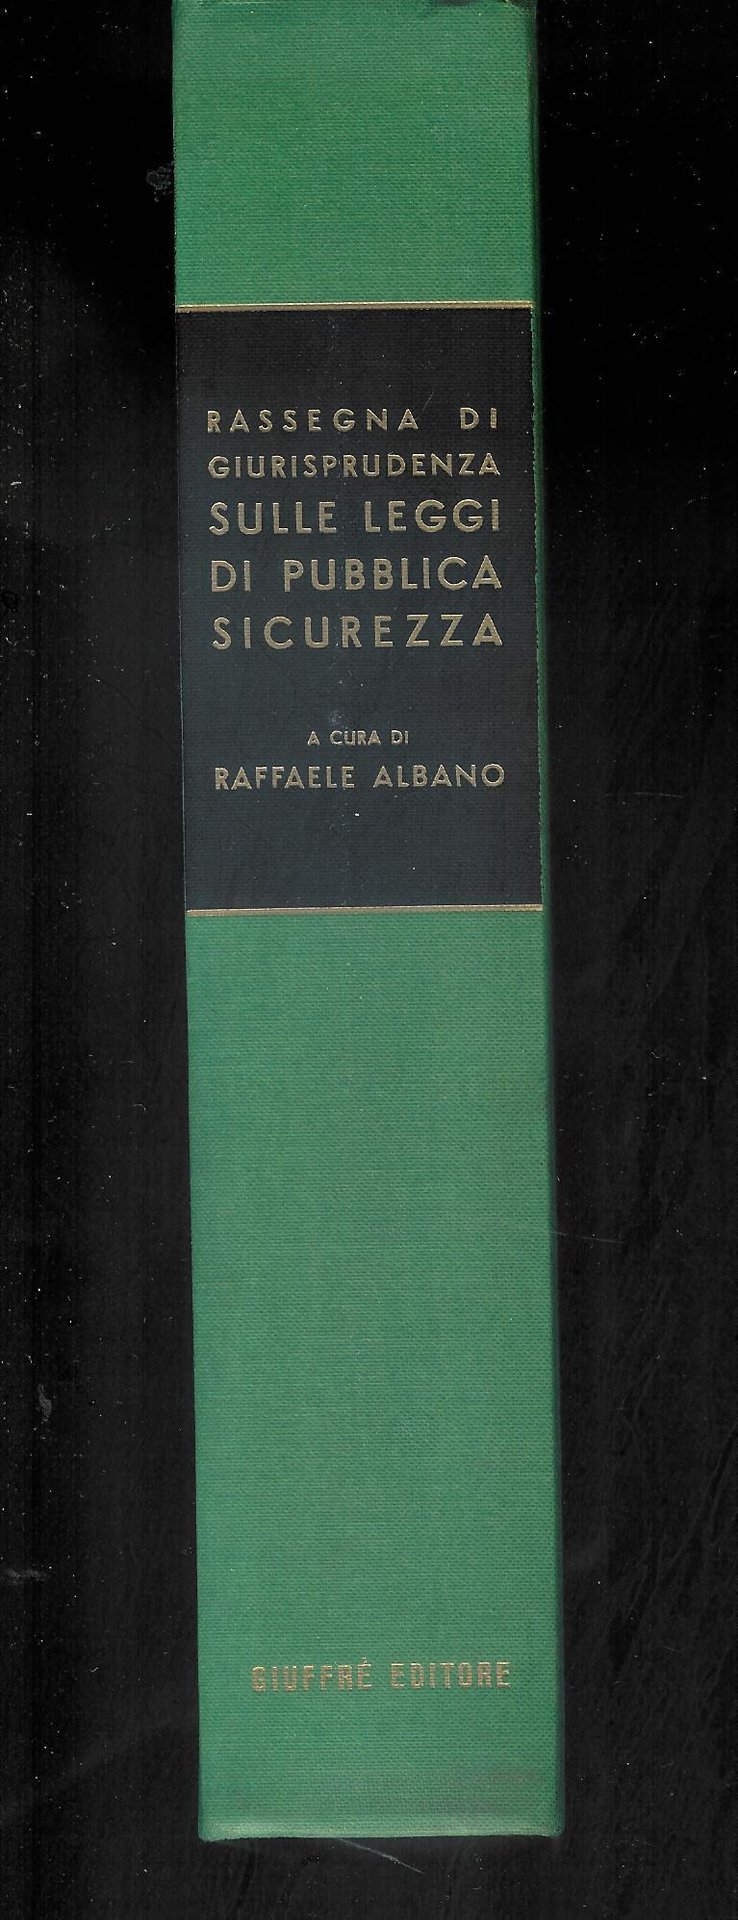 RASSEGNA DI
GIURISPRUDENZA
SULLE LEGGI
DI PUBBLICA
SICUREZZA
A CURA DI
RAFFAELE ALBANO
GIUFFRÉ EDITORE